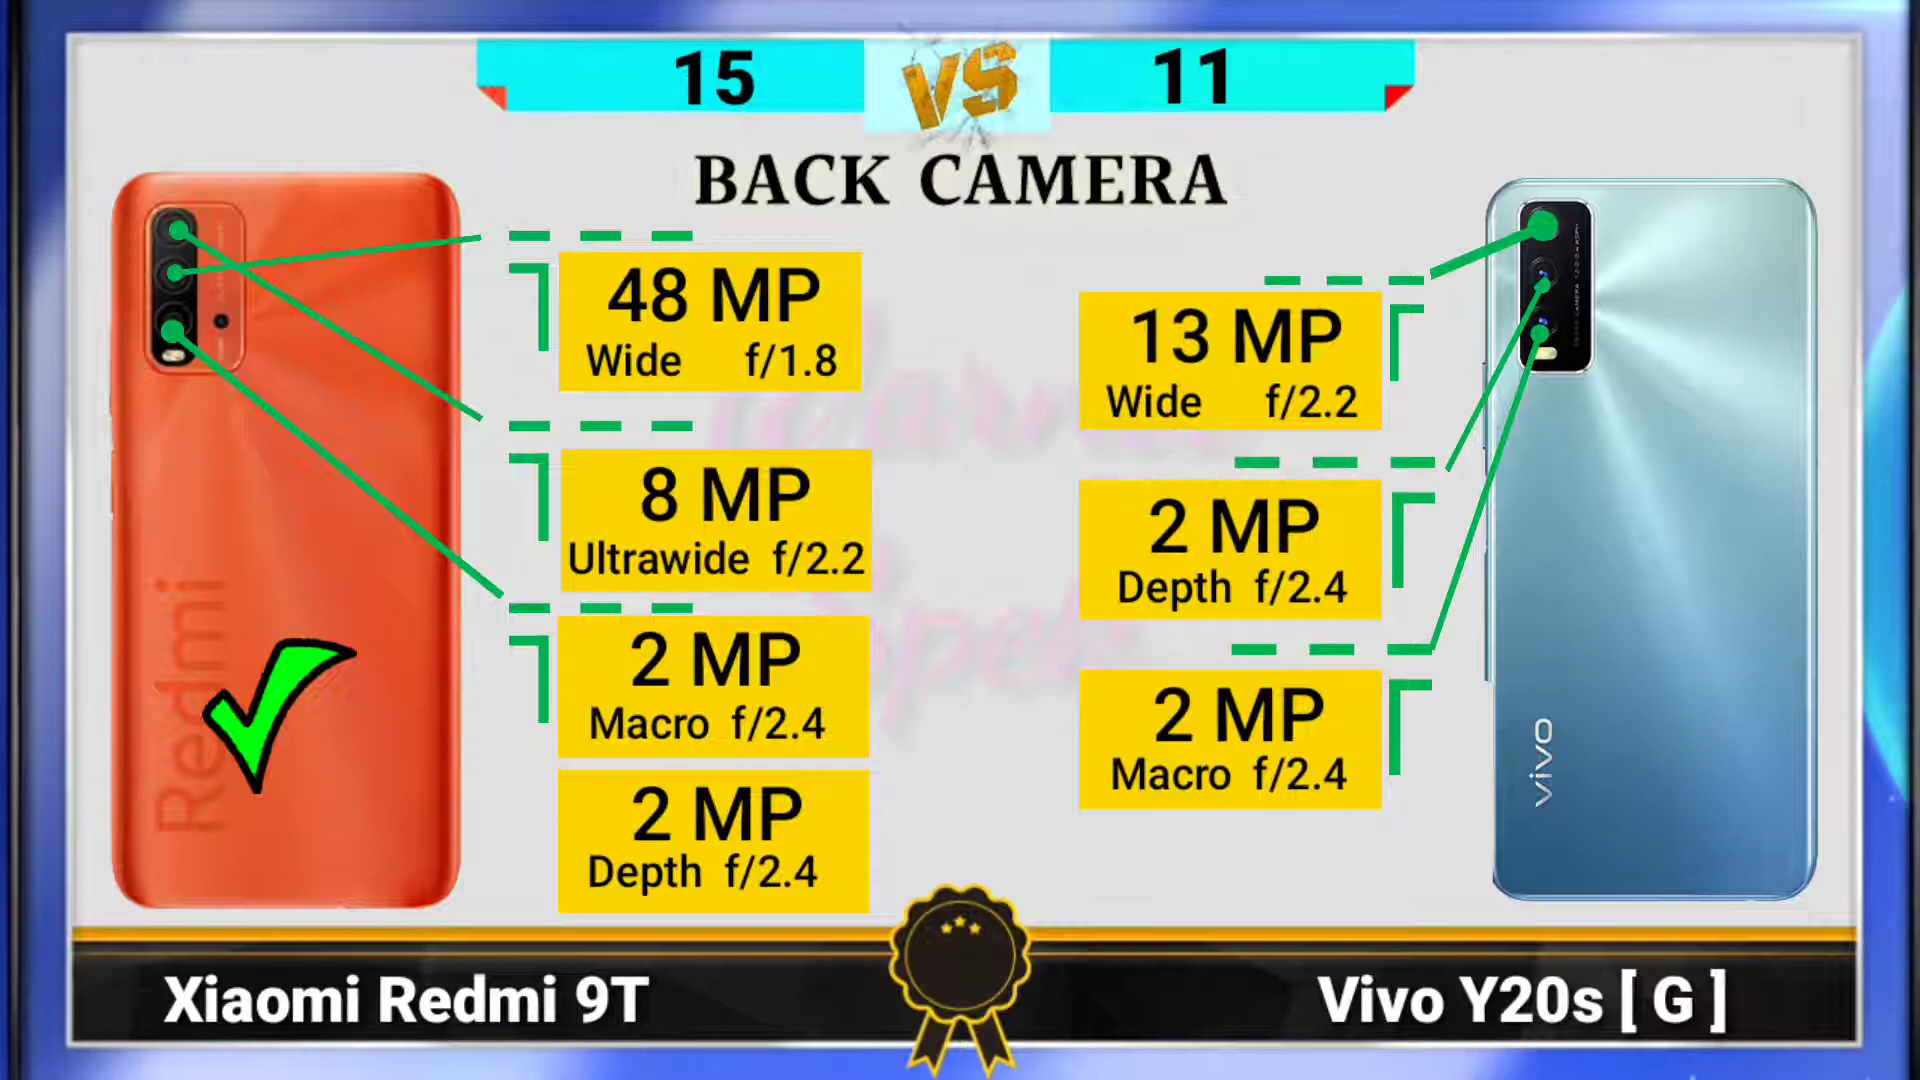 15
VS
11
BACK CAMERA
48 MP
Wide f/1.8
8 MP
Ultrawide f/2.2
2 MP
Macro f/2.4
2 MP
Depth f/2.4
13 MP
Wide f/2.2
2 MP
Depth f/2.4
2 MP
Macro f/2.4
Redmi
vivo
Xiaomi Redmi 9T
Vivo Y20s [ G ]